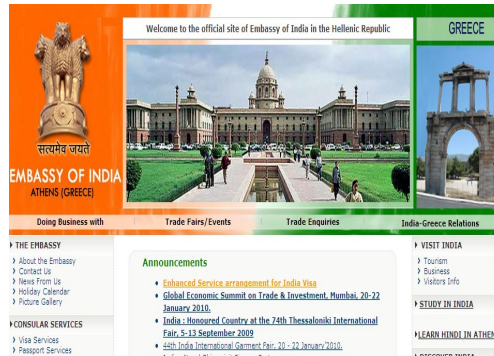 Welcome to the official site of Embassy of India in the Hellenic Republic
GREECE
सत्यमेव जयते
EMBASSY OF INDIA
ATHENS (GREECE)
Doing Business with
Trade Fairs/Events
Trade Enquiries
India-Greece Relations
THE EMBASSY
About the Embassy
Contact Us
News From Us
Holiday Calendar
Picture Gallery
CONSULAR SERVICES
Visa Services
Passport Services
Announcements
Enhanced Service arrangement for India Visa
Global Economic Summit on Trade & Investment, Mumbai, 20-22
January 2010.
India : Honoured Country at the 74th Thessaloniki International
Fair, 5-13 September 2009
44th India International Garment Fair, 20 - 22 January'2010.
VISIT INDIA
Tourism
Business
Visitors Info
STUDY IN INDIA
LEARN HINDI IN ATHEN
DISCOVER INDIA